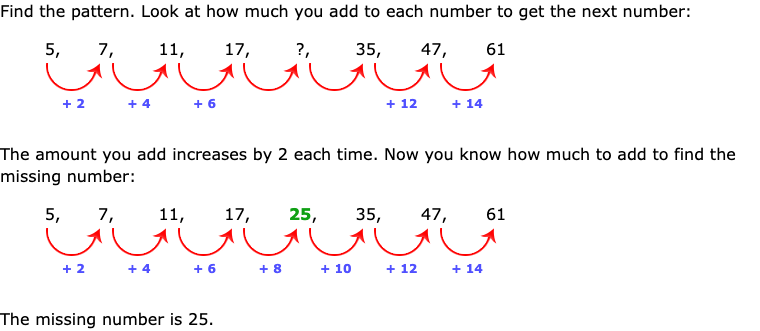 Find the pattern. Look at how much you add to each number to get the next number:
5, 7, 11, 17, ?, 35, 47, 61
+ 2 + 4 + 6 + 12 + 14
The amount you add increases by 2 each time. Now you know how much to add to find the
missing number:
5, 7, 11, 17, 25, 35, 47, 61
+ 2 + 4 + 6 + 8 + 10 + 12 + 14
The missing number is 25.